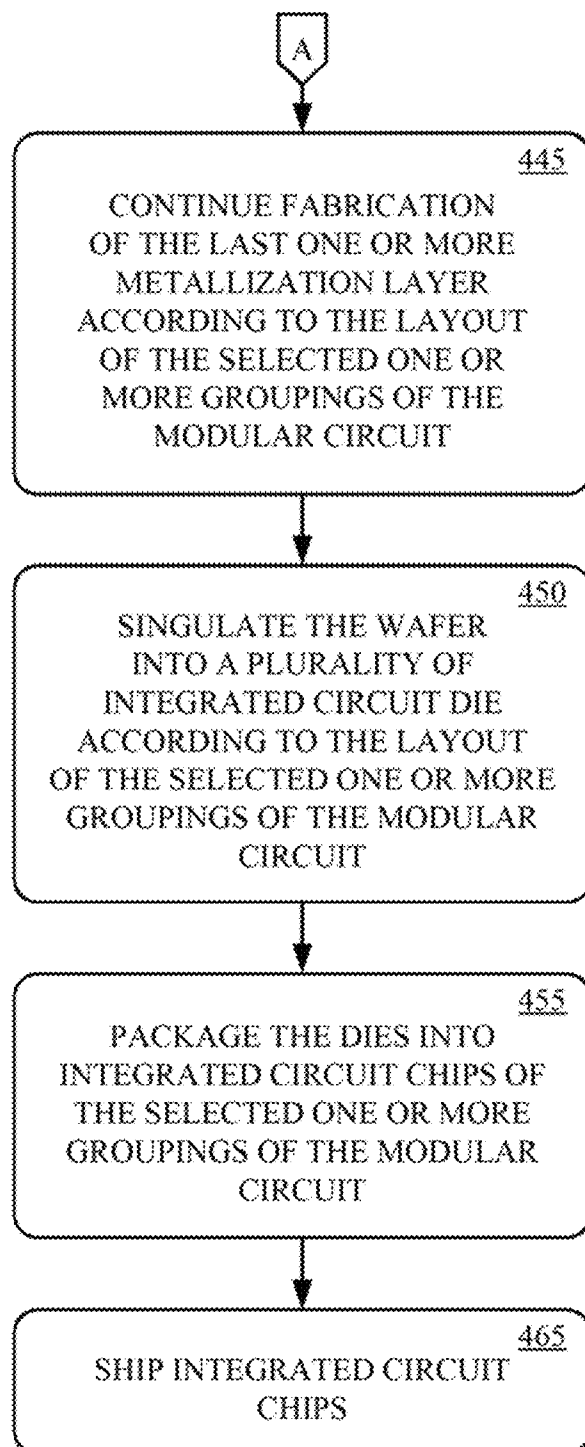 A
445
CONTINUE FABRICATION
OF THE LAST ONE OR MORE
METALLIZATION LAYER
ACCORDING TO THE LAYOUT
OF THE SELECTED ONE OR
MORE GROUPINGS OF THE
MODULAR CIRCUIT
450
SINGULATE THE WAFER
INTO A PLURALITY OF
INTEGRATED CIRCUIT DIE
ACCORDING TO THE LAYOUT
OF THE SELECTED ONE OR MORE
GROUPINGS OF THE MODULAR
CIRCUIT
455
PACKAGE THE DIES INTO
INTEGRATED CIRCUIT CHIPS OF
THE SELECTED ONE OR MORE
GROUPINGS OF THE MODULAR
CIRCUIT
465
SHIP INTEGRATED CIRCUIT
CHIPS